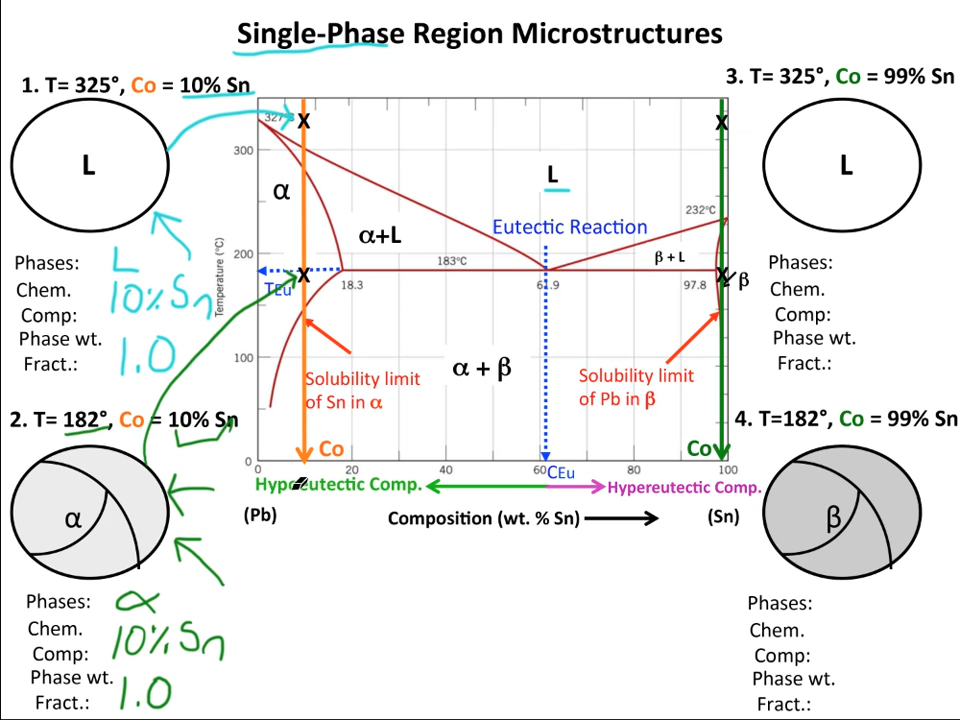 Single-Phase Region Microstructures
1. T= 325°, Co = 10% Sn
L
Phases: L
Chem. Comp: 10% Sn
Phase wt. Fract.: 1.0
2. T= 182°, Co = 10% Sn
α
Phases: α
Chem. Comp: 10% Sn
Phase wt. Fract.: 1.0
300
200
100
0
Temperature (°C)
X
X
α
α+L
L
Eutectic Reaction
232°C
β + L
183°C
TEu
18.3
61.9
97.8
X
X
β
α + β
Solubility limit
of Sn in α
Solubility limit
of Pb in β
Co
Co
0
20
40
60
80
100
CEu
Hypereutectic Comp.
(Pb)
Composition (wt. % Sn)
(Sn)
3. T= 325°, Co = 99% Sn
L
Phases:
Chem.
Comp:
Phase wt.
Fract.:
4. T=182°, Co = 99% Sn
β
Phases:
Chem.
Comp:
Phase wt.
Fract.: